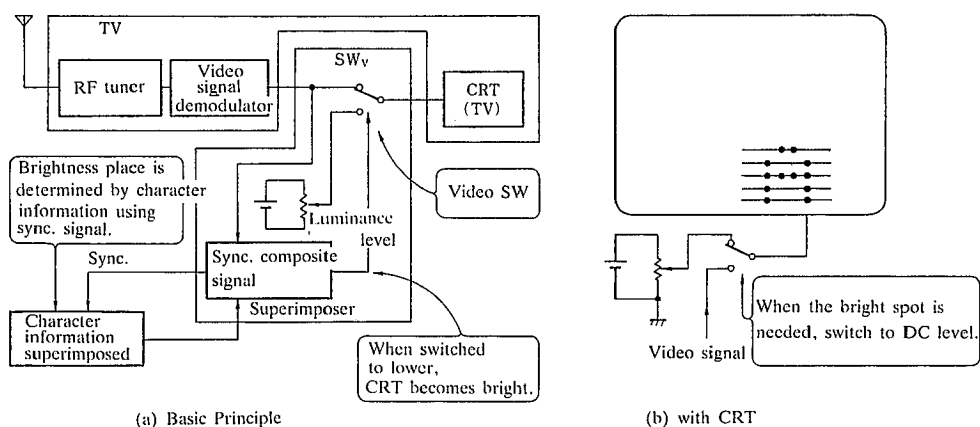 TV
SWv
RF tuner
Video
signal
demodulator
CRT
(TV)
Brightness place is
determined by character
information using
sync. signal.
Video SW
Luminance
level
Sync.
Sync. composite
signal
Superimposer
Character
information
superimposed
When switched
to lower,
CRT becomes bright.
(a) Basic Principle
When the bright spot is
needed, switch to DC level.
Video signal
(b) with CRT